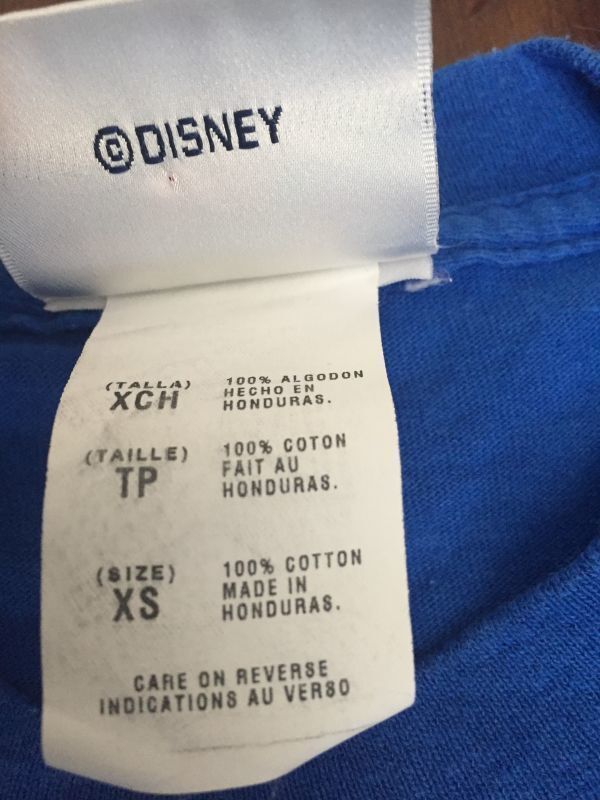 ©DISNEY
(TALLA)
XCH
100% ALGODON
HECHO EN
HONDURAS.
(TAILLE)
TP
100% COTON
FAIT AU
HONDURAS.
(SIZE)
XS
100% COTTON
MADE IN
HONDURAS.
CARE ON REVERSE
INDICATIONS AU VERSO